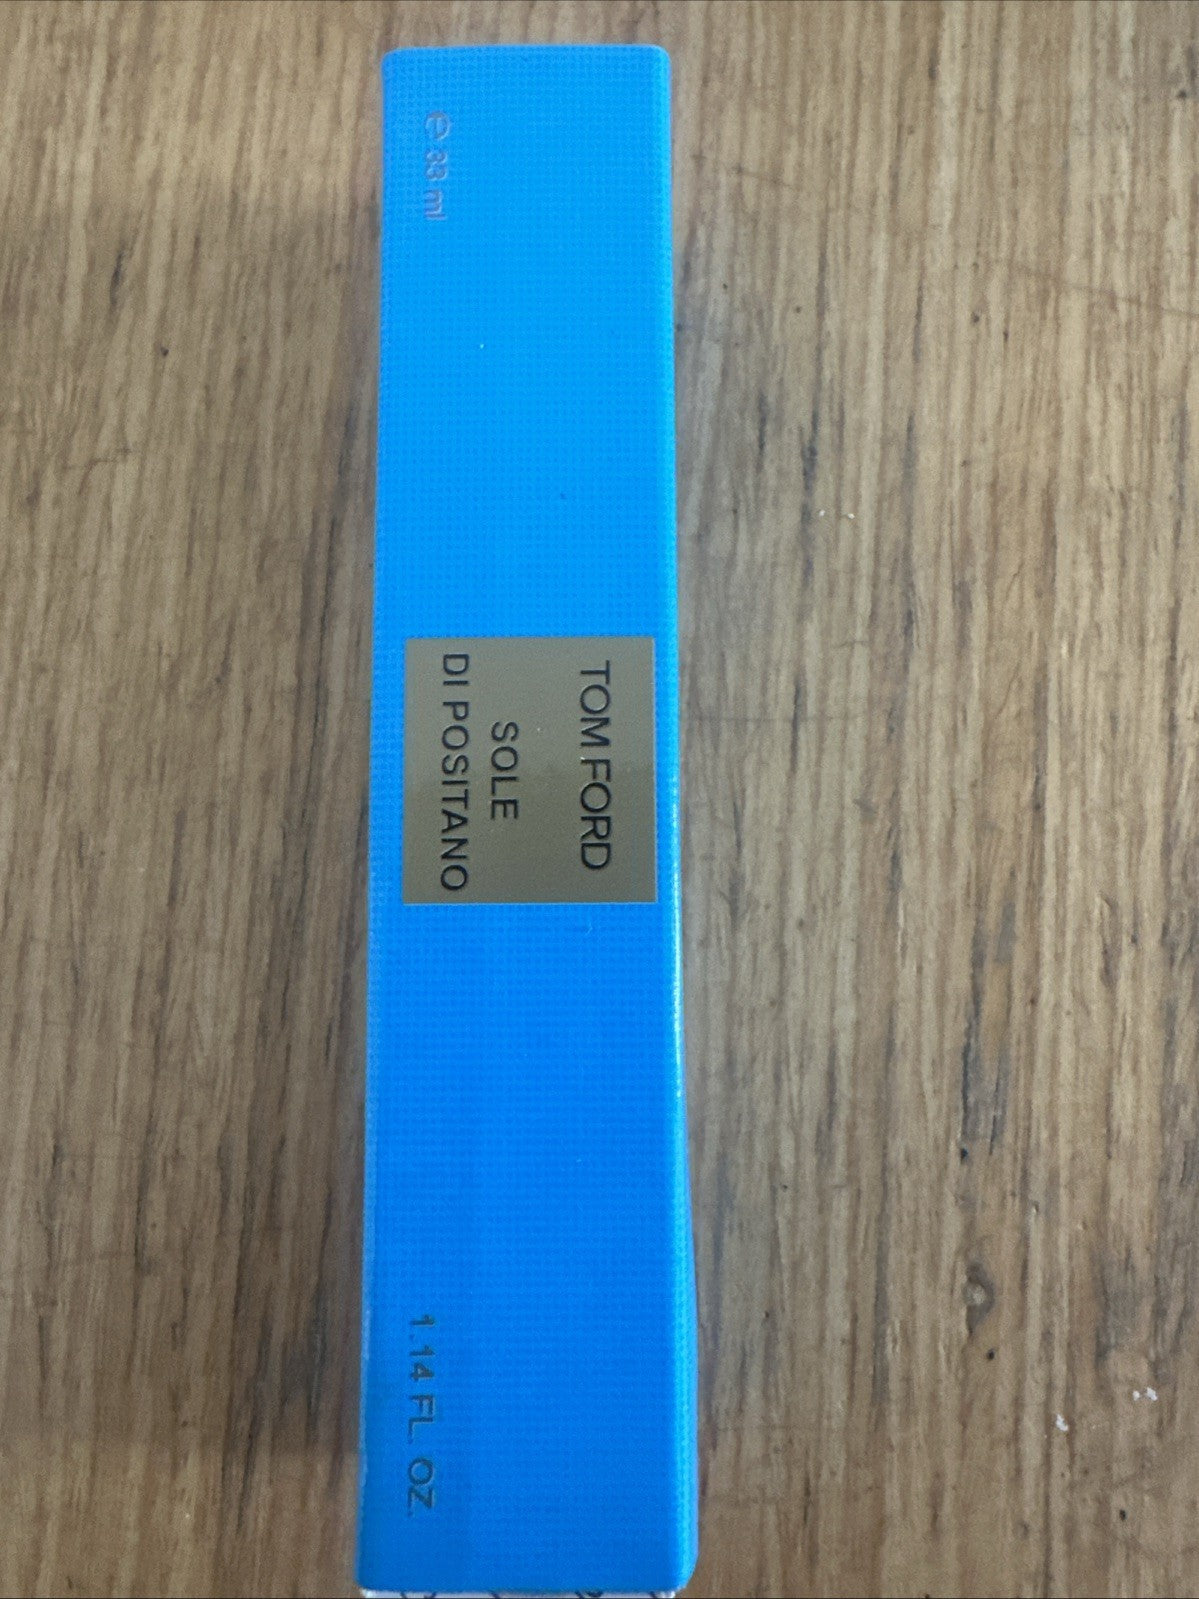 TOM FORD
SOLE
DI POSITANO
℮ 33 ml
1.14 FL. OZ.